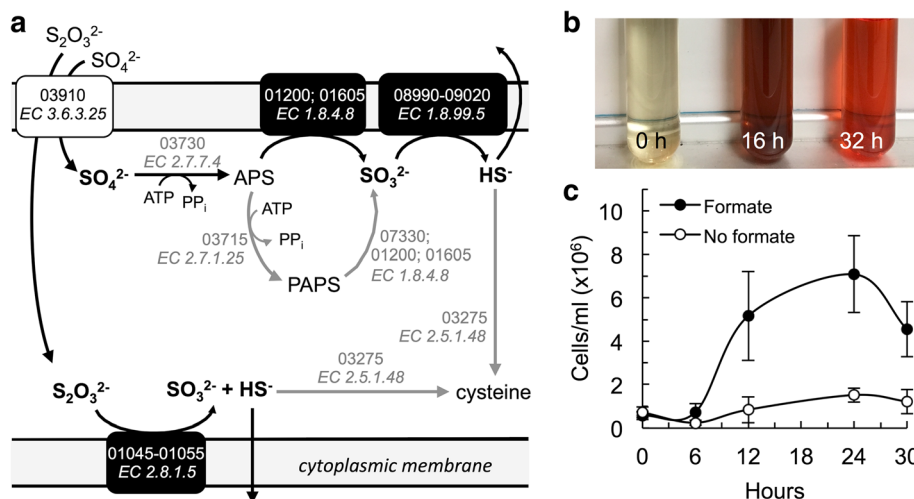 a
S₂O₃²⁻
SO₄²⁻
03910
EC 3.6.3.25
01200; 01605
EC 1.8.4.8
08990-09020
EC 1.8.99.5
03730
EC 2.7.7.4
SO₄²⁻
ATP
PPᵢ
APS
SO₃²⁻
HS⁻
03715
EC 2.7.1.25
ATP
PPᵢ
PAPS
07330;
01200; 01605
EC 1.8.4.8
03275
EC 2.5.1.48
03275
EC 2.5.1.48
S₂O₃²⁻
SO₃²⁻ + HS⁻
cysteine
01045-01055
EC 2.8.1.5
cytoplasmic membrane
b
0 h
16 h
32 h
c
Formate
No formate
Cells/ml (x10⁶)
10
8
6
4
2
0
0 6 12 18 24 30
Hours